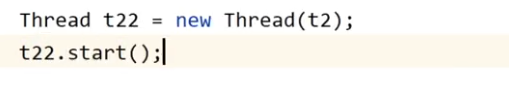 Thread t22 = new Thread(t2);
t22.start();